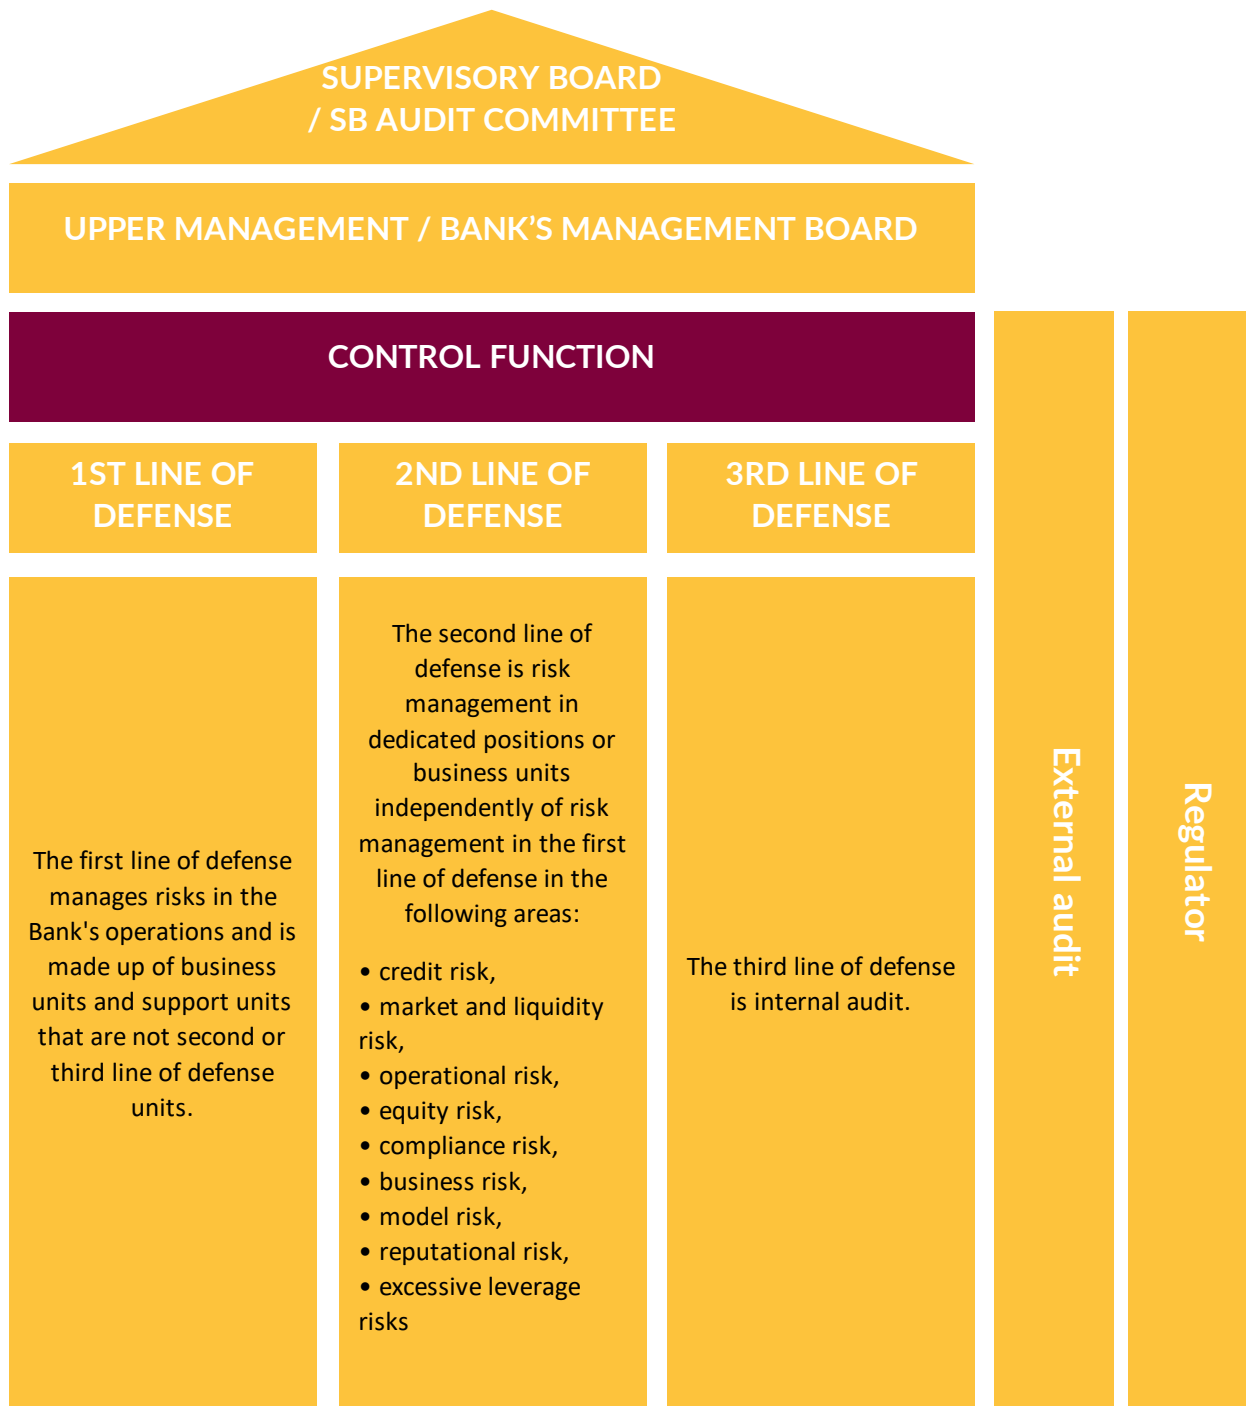 SUPERVISORY BOARD
/ SB AUDIT COMMITTEE
UPPER MANAGEMENT / BANK’S MANAGEMENT BOARD
CONTROL FUNCTION
1ST LINE OF
DEFENSE
2ND LINE OF
DEFENSE
3RD LINE OF
DEFENSE
The first line of defense
manages risks in the
Bank's operations and is
made up of business
units and support units
that are not second or
third line of defense
units.
The second line of
defense is risk
management in
dedicated positions or
business units
independently of risk
management in the first
line of defense in the
following areas:
• credit risk,
• market and liquidity
risk,
• operational risk,
• equity risk,
• compliance risk,
• business risk,
• model risk,
• reputational risk,
• excessive leverage
risks
The third line of defense
is internal audit.
External audit
Regulator